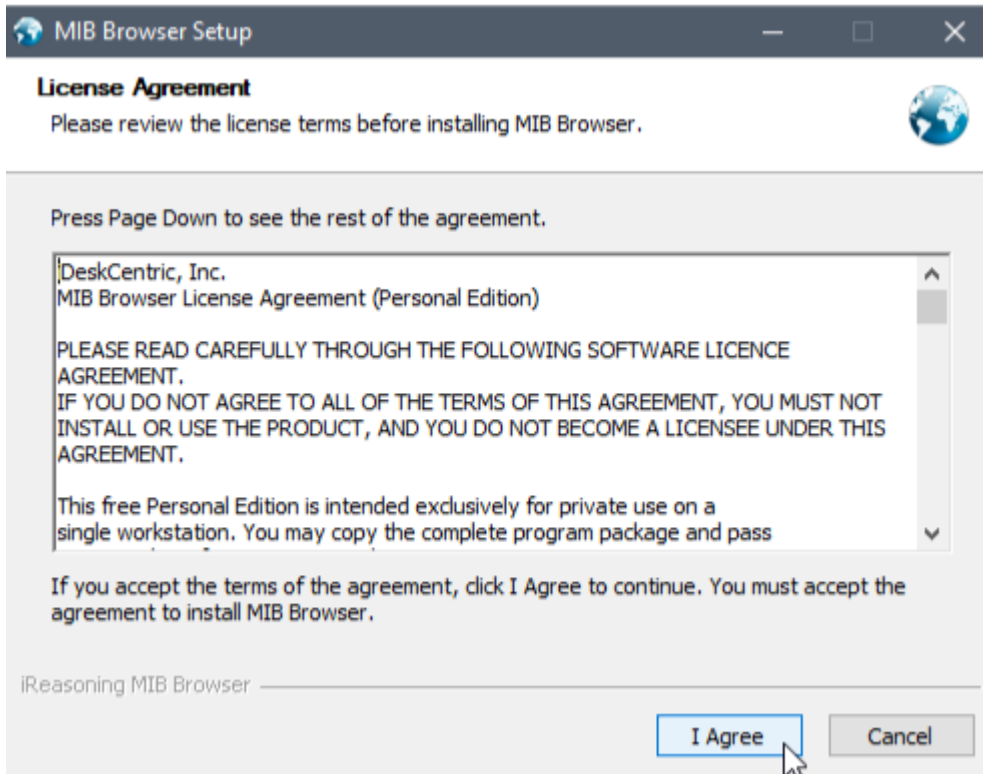 MIB Browser Setup
License Agreement
Please review the license terms before installing MIB Browser.
Press Page Down to see the rest of the agreement.
DeskCentric, Inc.
MIB Browser License Agreement (Personal Edition)
PLEASE READ CAREFULLY THROUGH THE FOLLOWING SOFTWARE LICENCE
AGREEMENT.
IF YOU DO NOT AGREE TO ALL OF THE TERMS OF THIS AGREEMENT, YOU MUST NOT
INSTALL OR USE THE PRODUCT, AND YOU DO NOT BECOME A LICENSEE UNDER THIS
AGREEMENT.
This free Personal Edition is intended exclusively for private use on a
single workstation. You may copy the complete program package and pass
If you accept the terms of the agreement, click I Agree to continue. You must accept the
agreement to install MIB Browser.
iReasoning MIB Browser
I Agree
Cancel